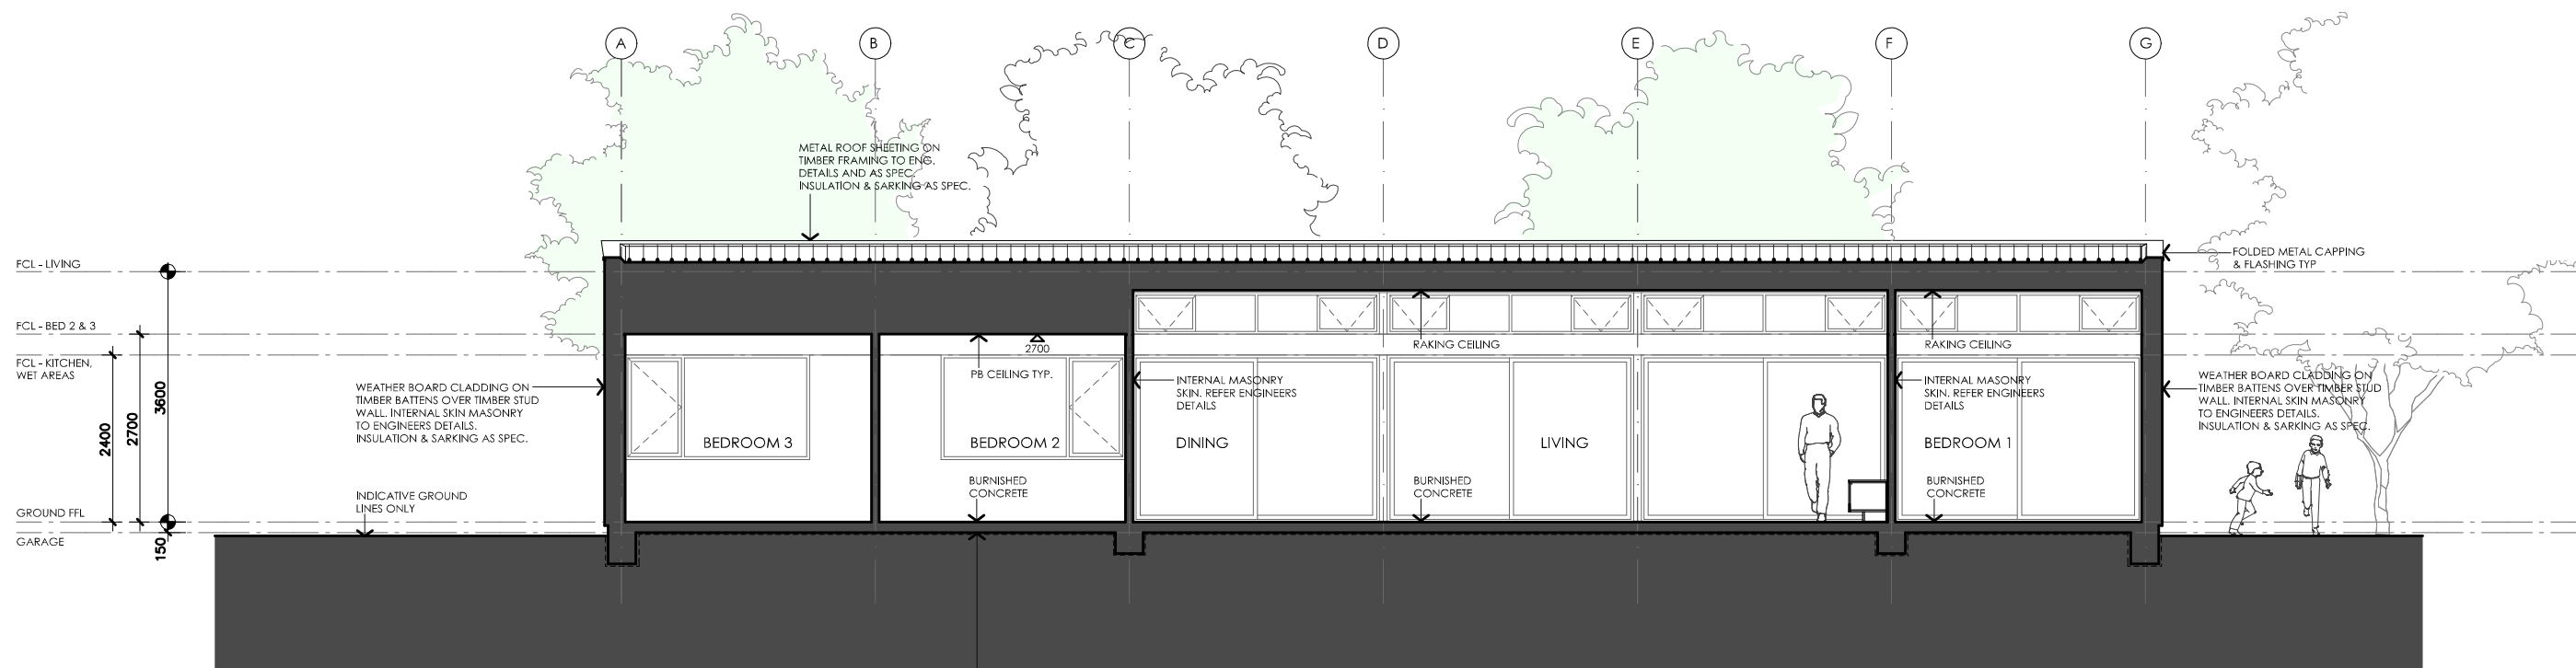 A B C D E F G
METAL ROOF SHEETING ON
TIMBER FRAMING TO ENG.
DETAILS AND AS SPEC.
INSULATION & SARKING AS SPEC.
FCL - LIVING
FOLDED METAL CAPPING
& FLASHING TYP
FCL - BED 2 & 3
FCL - KITCHEN,
WET AREAS
2400
2700
3600
150
WEATHER BOARD CLADDING ON
TIMBER BATTENS OVER TIMBER STUD
WALL. INTERNAL SKIN MASONRY
TO ENGINEERS DETAILS.
INSULATION & SARKING AS SPEC.
INDICATIVE GROUND
LINES ONLY
GROUND FFL
GARAGE
BEDROOM 3
2700
PB CEILING TYP.
BEDROOM 2
BURNISHED
CONCRETE
INTERNAL MASONRY
SKIN. REFER ENGINEERS
DETAILS
DINING
RAKING CEILING
LIVING
BURNISHED
CONCRETE
RAKING CEILING
INTERNAL MASONRY
SKIN. REFER ENGINEERS
DETAILS
BEDROOM 1
BURNISHED
CONCRETE
WEATHER BOARD CLADDING ON
TIMBER BATTENS OVER TIMBER STUD
WALL. INTERNAL SKIN MASONRY
TO ENGINEERS DETAILS.
INSULATION & SARKING AS SPEC.